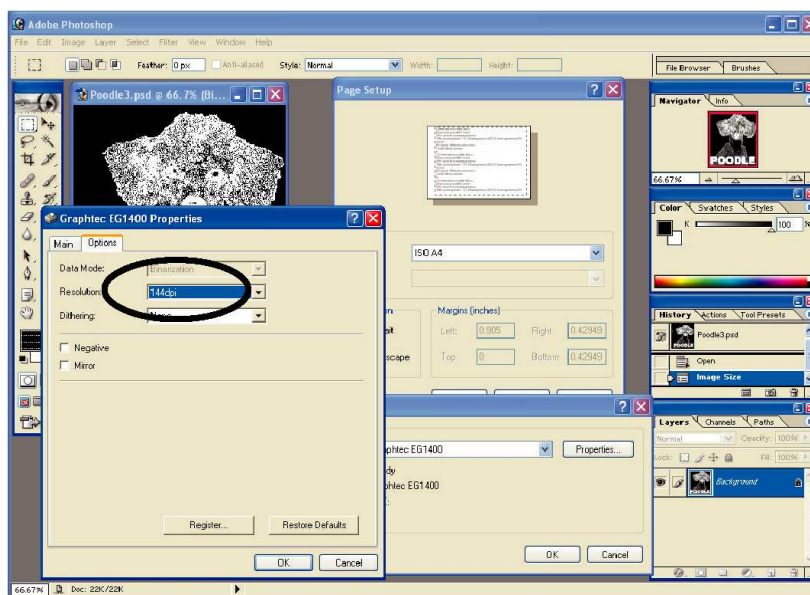 Adobe Photoshop
File Edit Image Layer Select Filter View Window Help
Feather: 0 px Anti-aliased Style: Normal Width: Height:
File Browser Brushes
Poodle3.psd @ 66.7% (Bi...
Page Setup
Navigator Info
POODLE
66.67%
Graphtec EG1400 Properties
Main Options
Data Mode: Binarization
Resolution: 144dpi
Dithering: None
Negative
Mirror
Register... Restore Defaults
OK Cancel
ISO A4
Margins (inches)
Left: 0.905 Right: 0.42949
Top: 0 Bottom: 0.42949
Graphtec EG1400 Properties...
OK Cancel
Color Swatches Styles
K 100 %
History Actions Tool Presets
Poodle3.psd
Open
Image Size
Layers Channels Paths
Normal Opacity: 100%
Lock: Fill: 100%
Background
66.67% Doc: 22K/22K